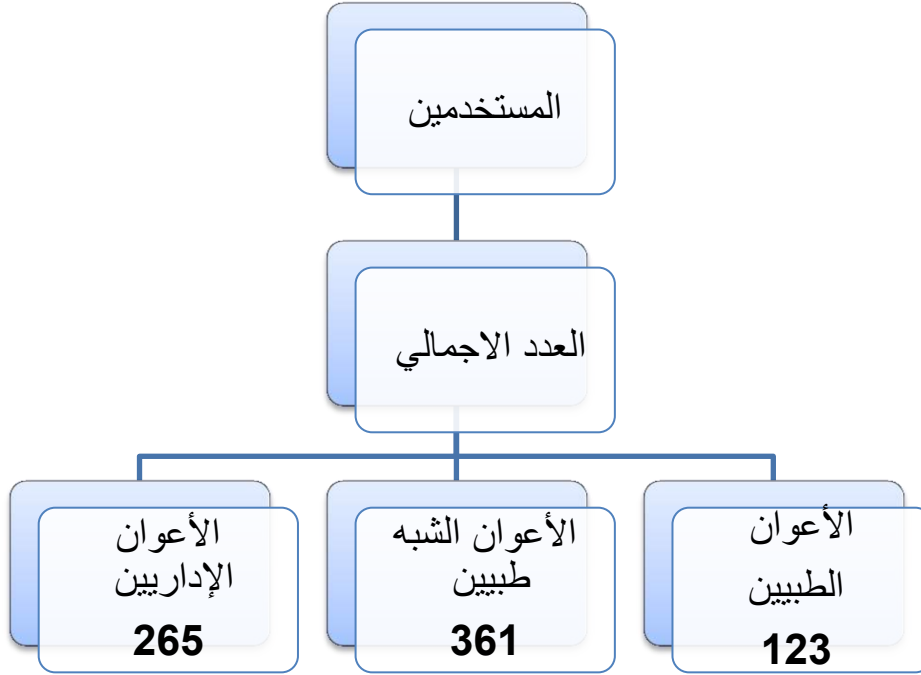 المستخدمين
العدد الاجمالي
الأعوان
الطبيين
123
الأعوان الشبه
طبيين
361
الأعوان
الإداريين
265